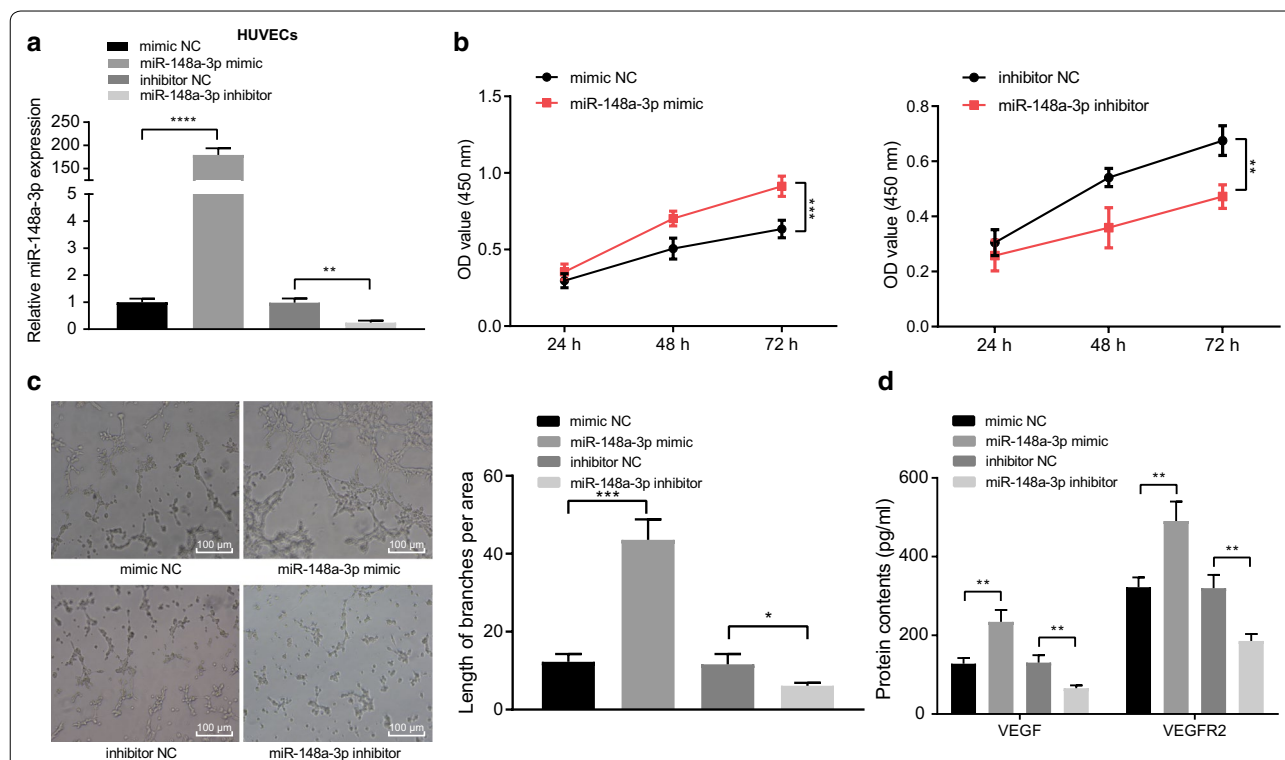 a
HUVECs
mimic NC
miR-148a-3p mimic
inhibitor NC
miR-148a-3p inhibitor
Relative miR-148a-3p expression
250
200
150
5
4
3
2
1
0
****
**
b
mimic NC
miR-148a-3p mimic
OD value (450 nm)
1.5
1.0
0.5
0.0
24 h 48 h 72 h
***
inhibitor NC
miR-148a-3p inhibitor
OD value (450 nm)
0.8
0.6
0.4
0.2
0.0
24 h 48 h 72 h
**
c
100 μm
mimic NC
100 μm
miR-148a-3p mimic
100 μm
inhibitor NC
100 μm
miR-148a-3p inhibitor
mimic NC
miR-148a-3p mimic
inhibitor NC
miR-148a-3p inhibitor
Length of branches per area
60
40
20
0
***
*
d
mimic NC
miR-148a-3p mimic
inhibitor NC
miR-148a-3p inhibitor
Protein contents (pg/ml)
600
400
200
0
**
**
**
**
VEGF VEGFR2